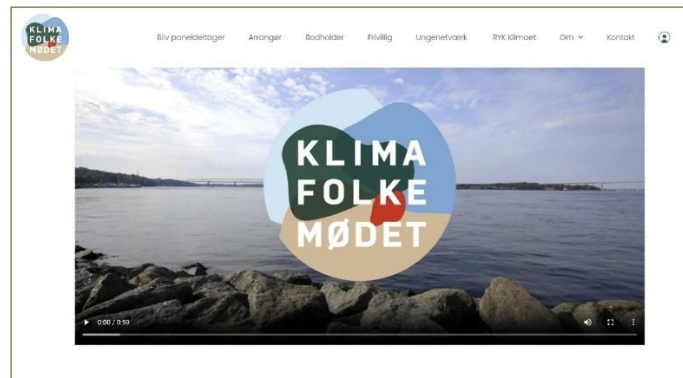 KLIMA
FOLKE
MØDET
Bliv paneldeltager Arrangør Bodholder Frivillig Ungenetværk RYK Klimaet Om Kontakt
KLIMA
FOLKE
MØDET
0:00 / 0:53